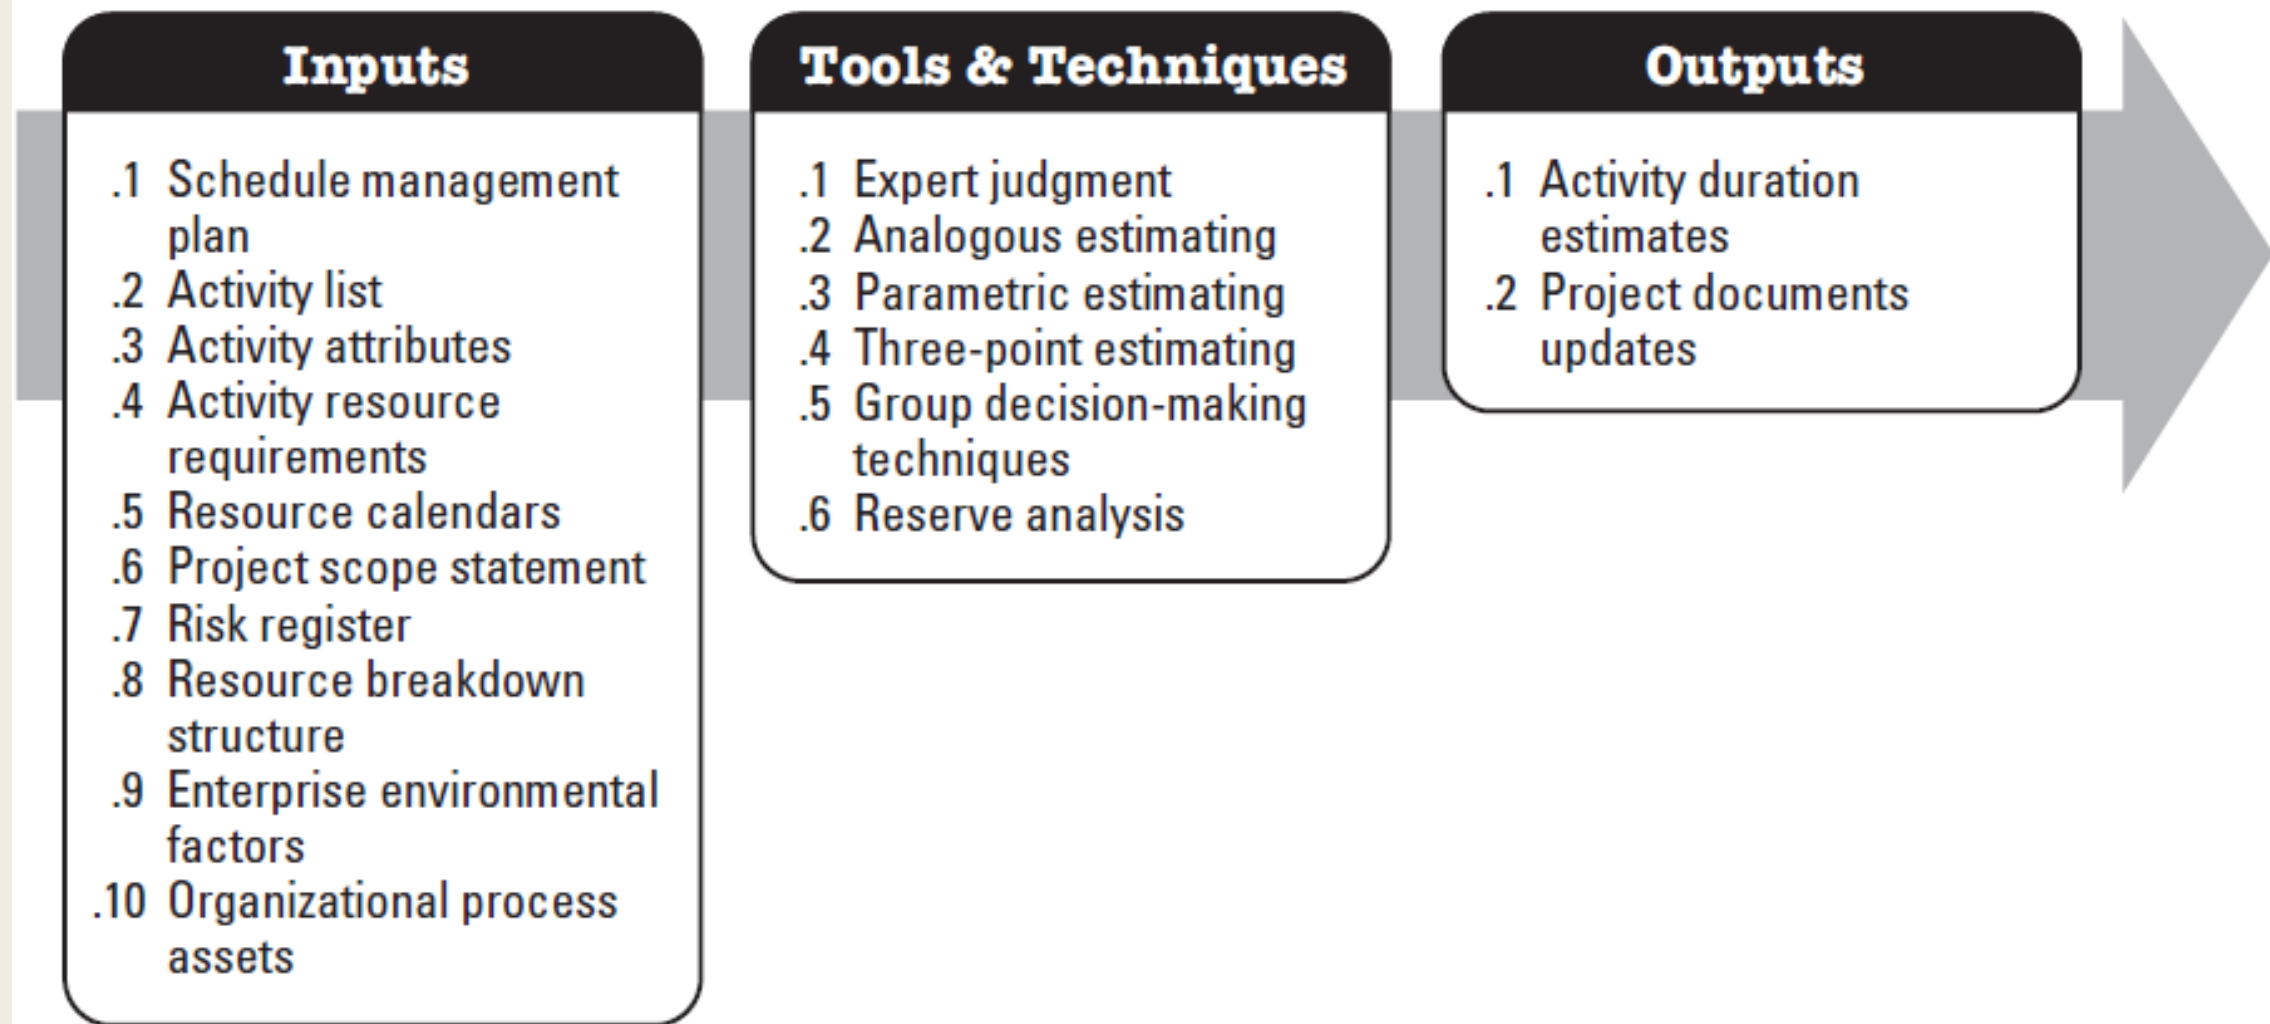 Inputs
.1 Schedule management
plan
.2 Activity list
.3 Activity attributes
.4 Activity resource
requirements
.5 Resource calendars
.6 Project scope statement
.7 Risk register
.8 Resource breakdown
structure
.9 Enterprise environmental
factors
.10 Organizational process
assets
Tools & Techniques
.1 Expert judgment
.2 Analogous estimating
.3 Parametric estimating
.4 Three-point estimating
.5 Group decision-making
techniques
.6 Reserve analysis
Outputs
.1 Activity duration
estimates
.2 Project documents
updates